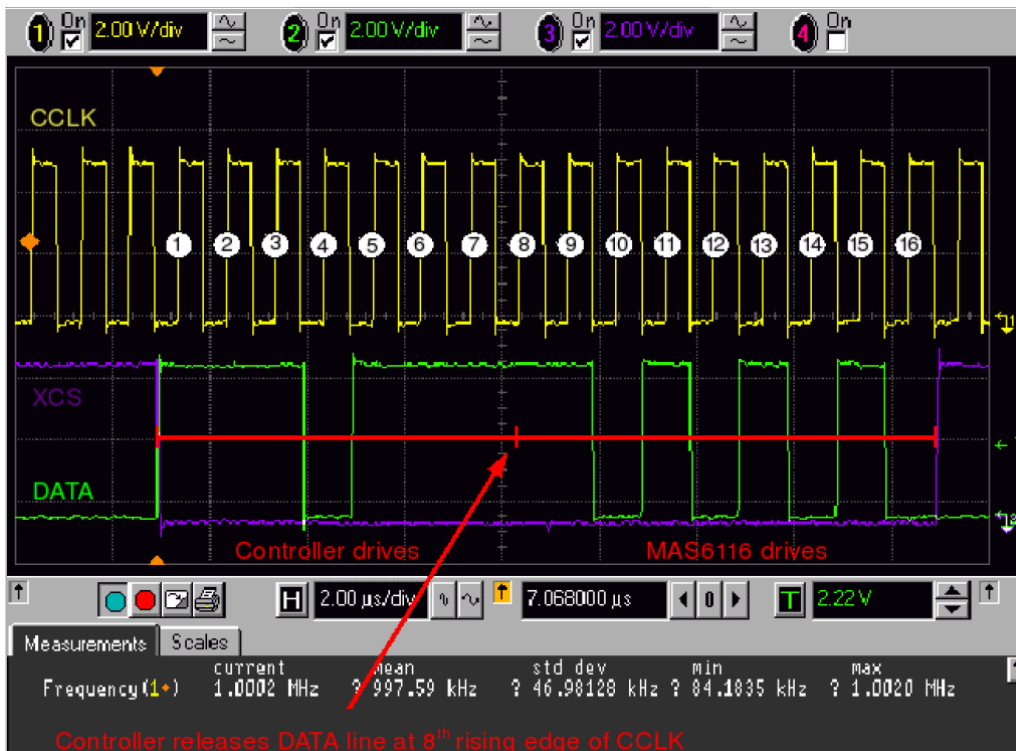 1 On 2.00 V/div 2 On 2.00 V/div 3 On 2.00 V/div 4 On
CCLK
1 2 3 4 5 6 7 8 9 10 11 12 13 14 15 16
XCS
DATA
Controller drives MAS6116 drives
H 2.00 µs/div 7.068000 µs 0 T 2.22 V
Measurements Scales
current mean std dev min max
Frequency(1) 1.0002 MHz ? 997.59 kHz ? 46.98128 kHz ? 84.1835 kHz ? 1.0020 MHz
Controller releases DATA line at 8th rising edge of CCLK